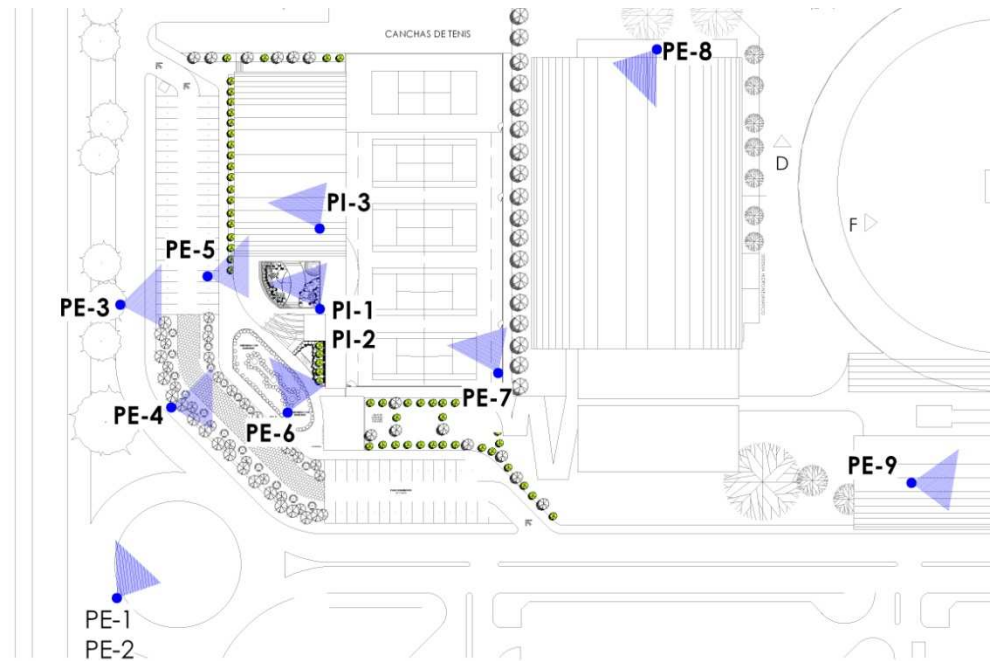 CANCHAS DE TENIS
PE-8
D
PI-3
F
PE-5
PE-3
PI-1
PI-2
PE-7
PE-4
PE-6
PE-9
PE-1
PE-2